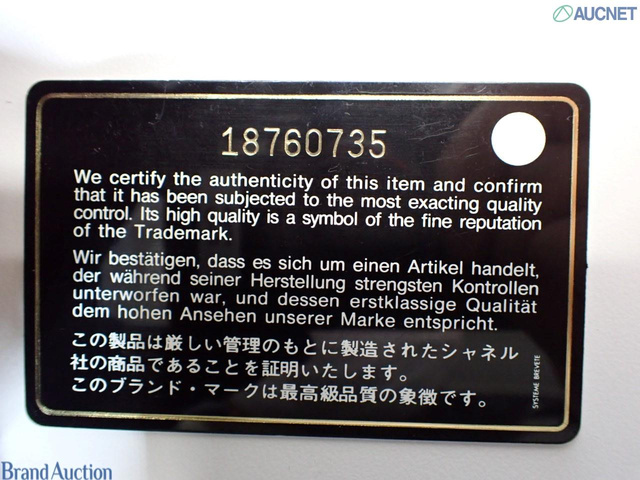 AUCNET
18760735
We certify the authenticity of this item and confirm
that it has been subjected to the most exacting quality
control. Its high quality is a symbol of the fine reputation
of the Trademark.
Wir bestätigen, dass es sich um einen Artikel handelt,
der während seiner Herstellung strengsten Kontrollen
unterworfen war, und dessen erstklassige Qualität
dem hohen Ansehen unserer Marke entspricht.
この製品は厳しい管理のもとに製造されたシャネル
社の商品であることを証明いたします。
このブランド・マークは最高級品質の象徴です。
SYSTEME BREVETE
Brand Auction